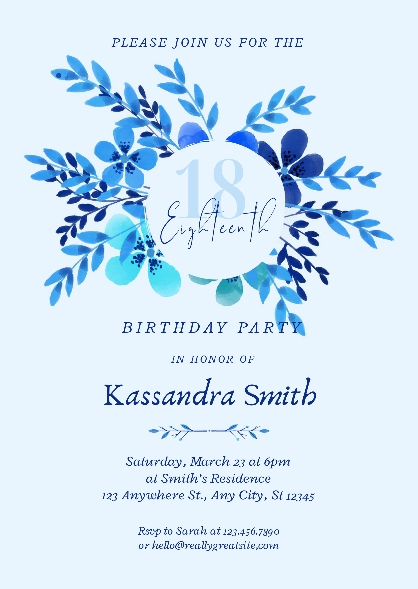 PLEASE JOIN US FOR THE
18
Eighteenth
BIRTHDAY PARTY
IN HONOR OF
Kassandra Smith
Saturday, March 23 at 6pm
at Smith's Residence
123 Anywhere St., Any City, St 12345
Rsvp to Sarah at 123.456.7890
or hello@reallygreatsite.com